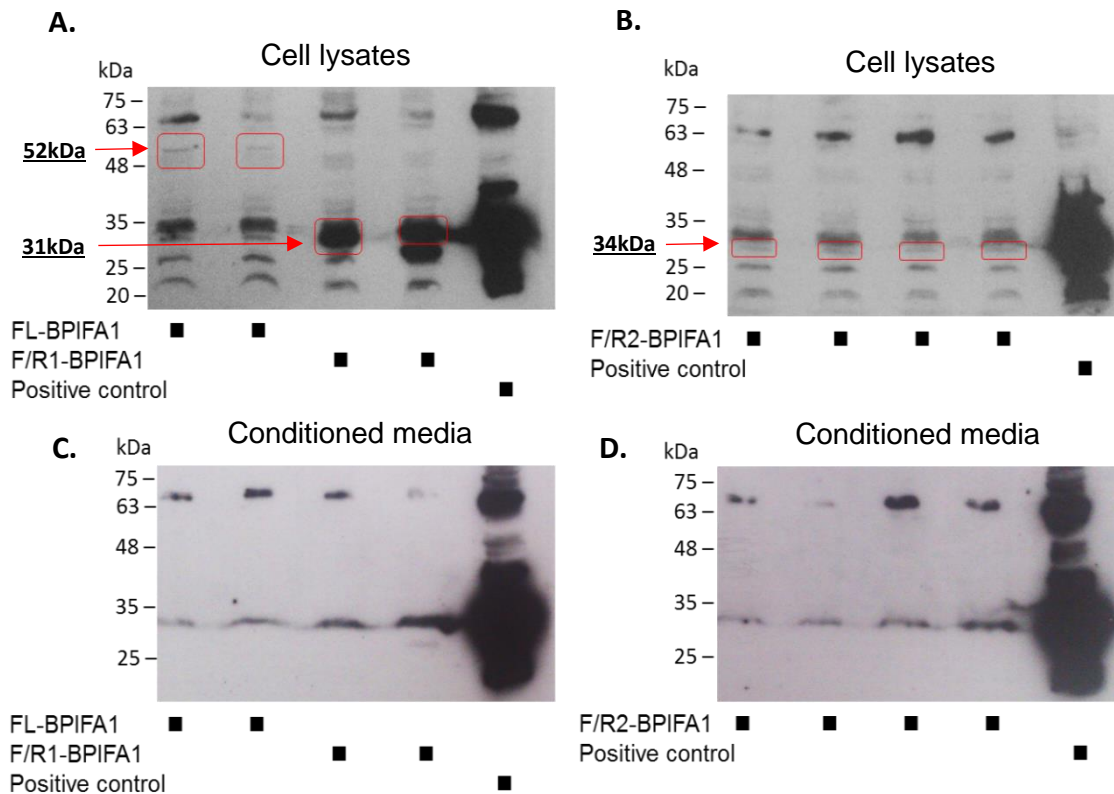 A.
Cell lysates
kDa
75
63
52kDa
48
35
31kDa
25
20
FL-BPIFA1
F/R1-BPIFA1
Positive control
B.
Cell lysates
kDa
75
63
48
35
34kDa
25
20
F/R2-BPIFA1
Positive control
C.
Conditioned media
kDa
75
63
48
35
25
FL-BPIFA1
F/R1-BPIFA1
Positive control
D.
Conditioned media
kDa
75
63
48
35
25
F/R2-BPIFA1
Positive control